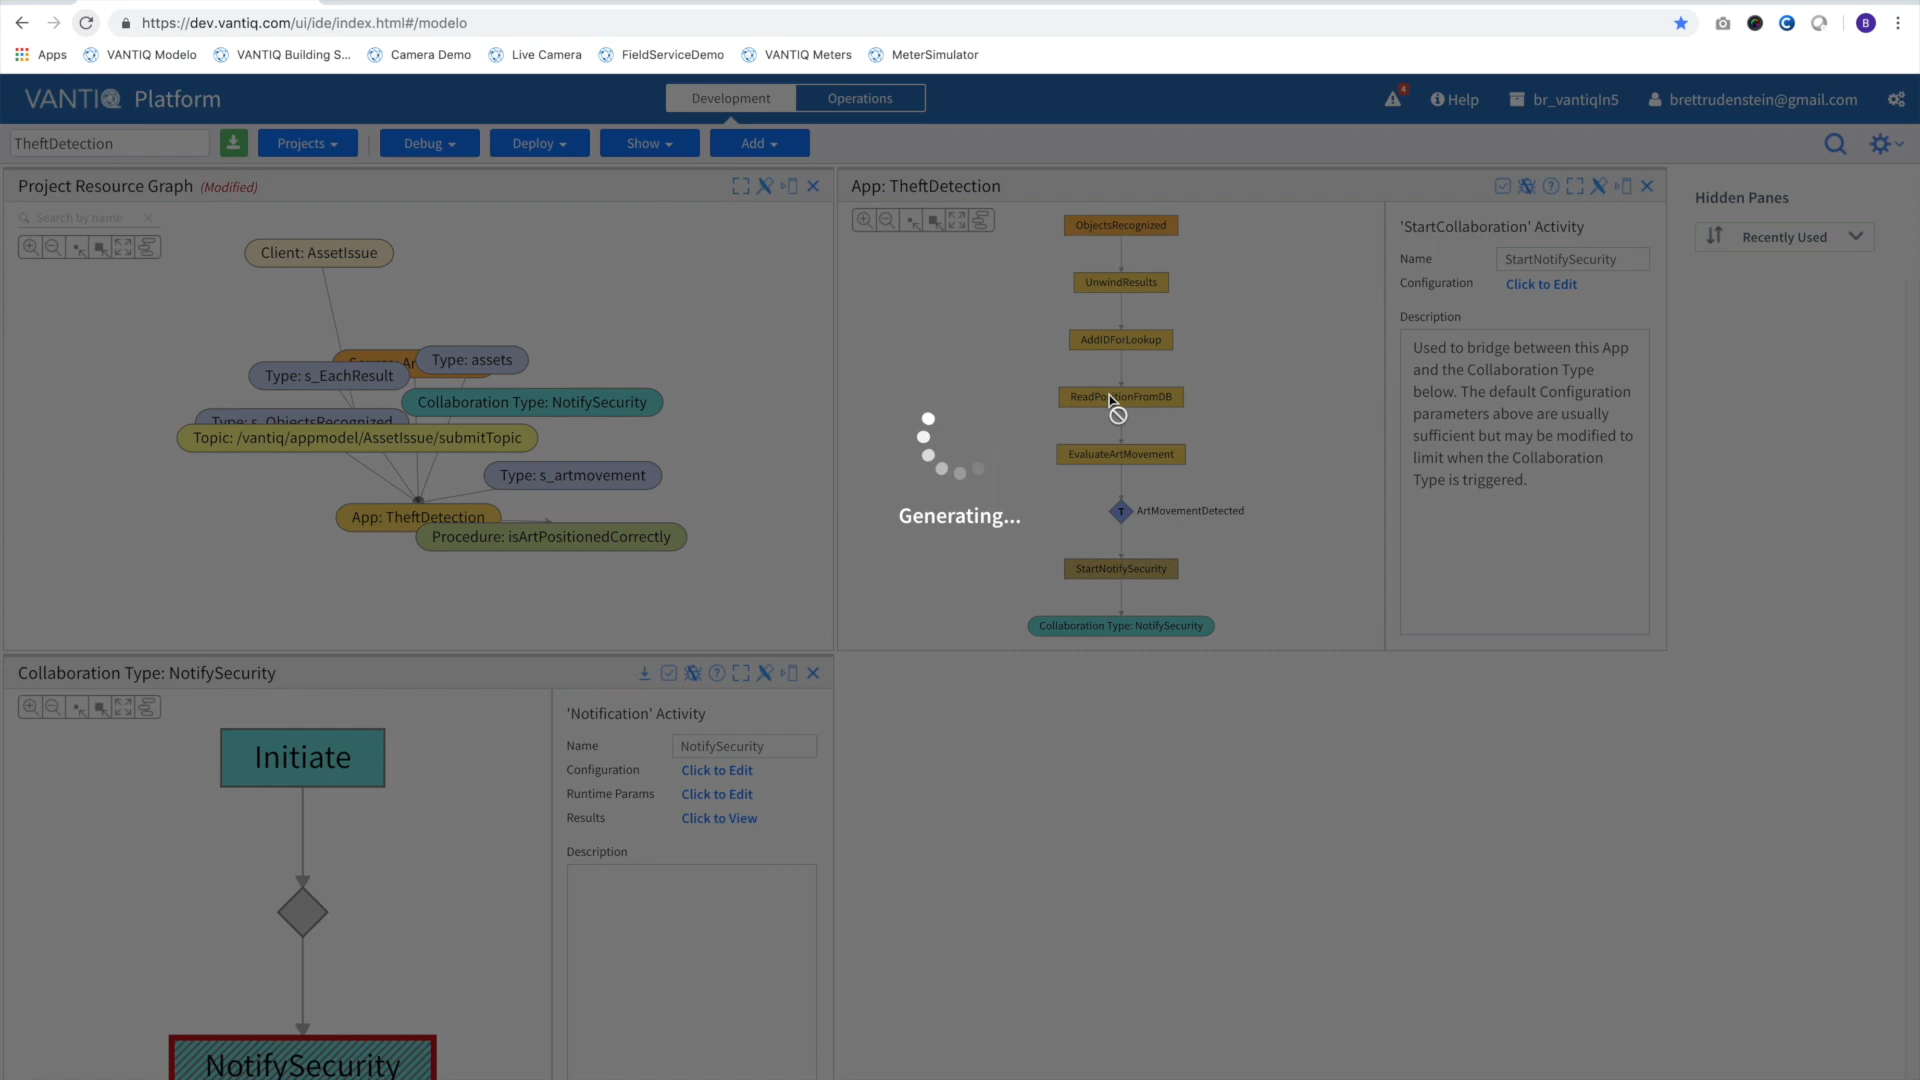 https://dev.vantiq.com/ui/ide/index.html#/modelo
B
Apps
VANTIQ Modelo
VANTIQ Building S...
Camera Demo
Live Camera
FieldServiceDemo
VANTIQ Meters
MeterSimulator
VANTIQ Platform
Development
Operations
4
Help
br_vantiqIn5
brettrudenstein@gmail.com
TheftDetection
Projects
Debug
Deploy
Show
Add
Project Resource Graph (Modified)
Search by name
Client: AssetIssue
Source: Ar
Type: assets
Type: s_EachResult
Collaboration Type: NotifySecurity
Type: s_ObjectsRecognized
Topic: /vantiq/appmodel/AssetIssue/submitTopic
Type: s_artmovement
App: TheftDetection
Procedure: isArtPositionedCorrectly
App: TheftDetection
ObjectsRecognized
UnwindResults
AddIDForLookup
ReadPositionFromDB
EvaluateArtMovement
T
ArtMovementDetected
StartNotifySecurity
Collaboration Type: NotifySecurity
Generating...
'StartCollaboration' Activity
Name
StartNotifySecurity
Configuration
Click to Edit
Description
Used to bridge between this App
and the Collaboration Type
below. The default Configuration
parameters above are usually
sufficient but may be modified to
limit when the Collaboration
Type is triggered.
Hidden Panes
Recently Used
Collaboration Type: NotifySecurity
Initiate
NotifySecurity
'Notification' Activity
Name
NotifySecurity
Configuration
Click to Edit
Runtime Params
Click to Edit
Results
Click to View
Description